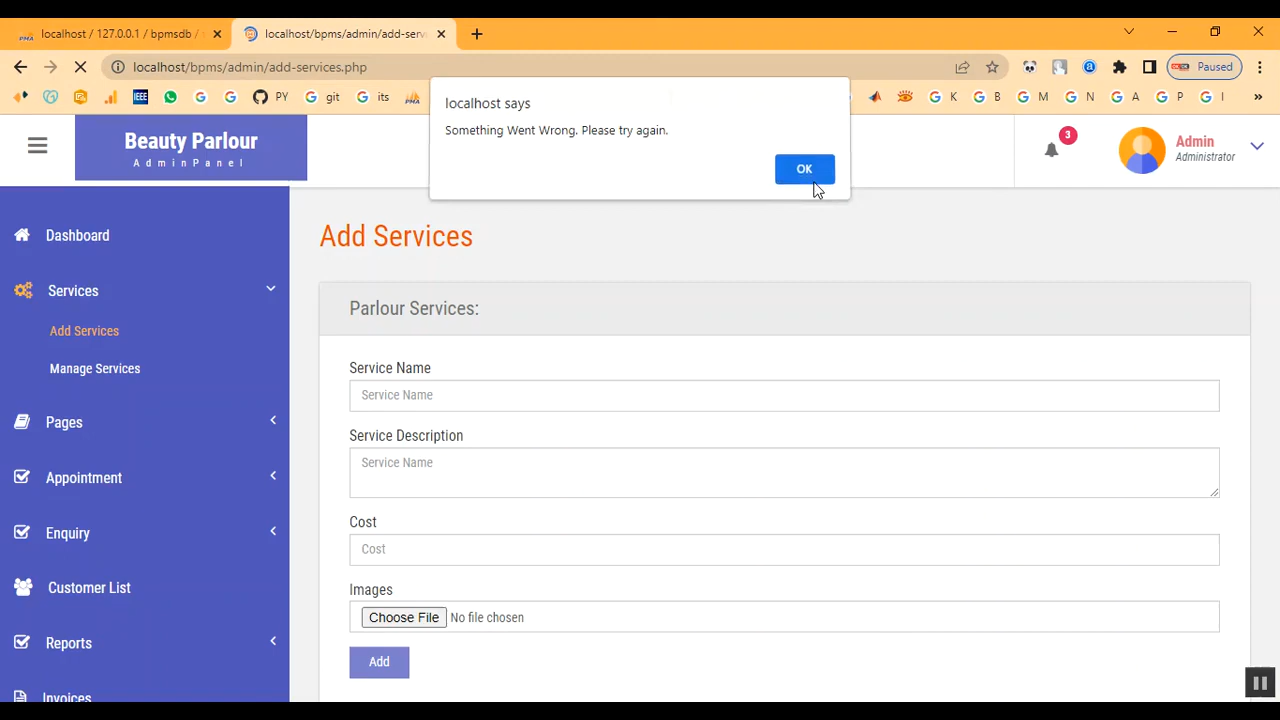 localhost / 127.0.0.1 / bpmsdb /
localhost/bpms/admin/add-serv
localhost/bpms/admin/add-services.php
Paused
IEEE
PY
git
its
K
B
M
N
A
P
I
»
localhost says
Something Went Wrong. Please try again.
OK
Beauty Parlour
AdminPanel
3
Admin
Administrator
Dashboard
Services
Add Services
Manage Services
Pages
Appointment
Enquiry
Customer List
Reports
Invoices
Add Services
Parlour Services:
Service Name
Service Name
Service Description
Service Name
Cost
Cost
Images
Choose File No file chosen
Add